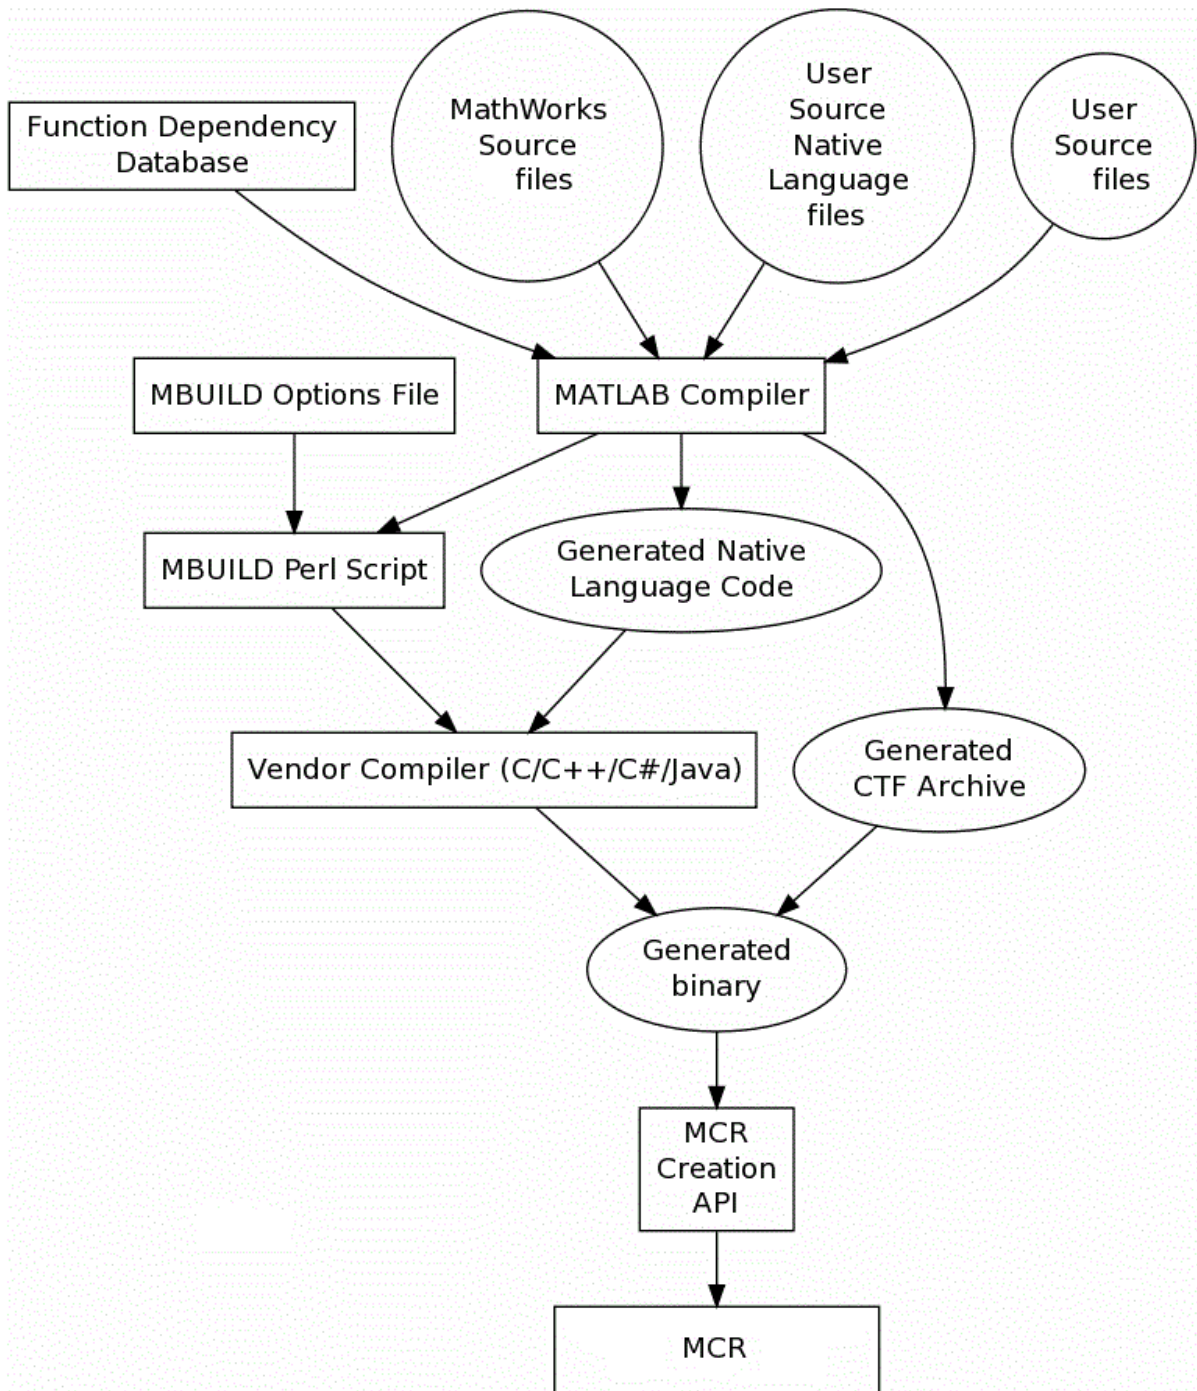 Function Dependency
Database
MathWorks
Source
files
User
Source
Native
Language
files
User
Source
files
MBUILD Options File
MATLAB Compiler
MBUILD Perl Script
Generated Native
Language Code
Vendor Compiler (C/C++/C#/Java)
Generated
CTF Archive
Generated
binary
MCR
Creation
API
MCR